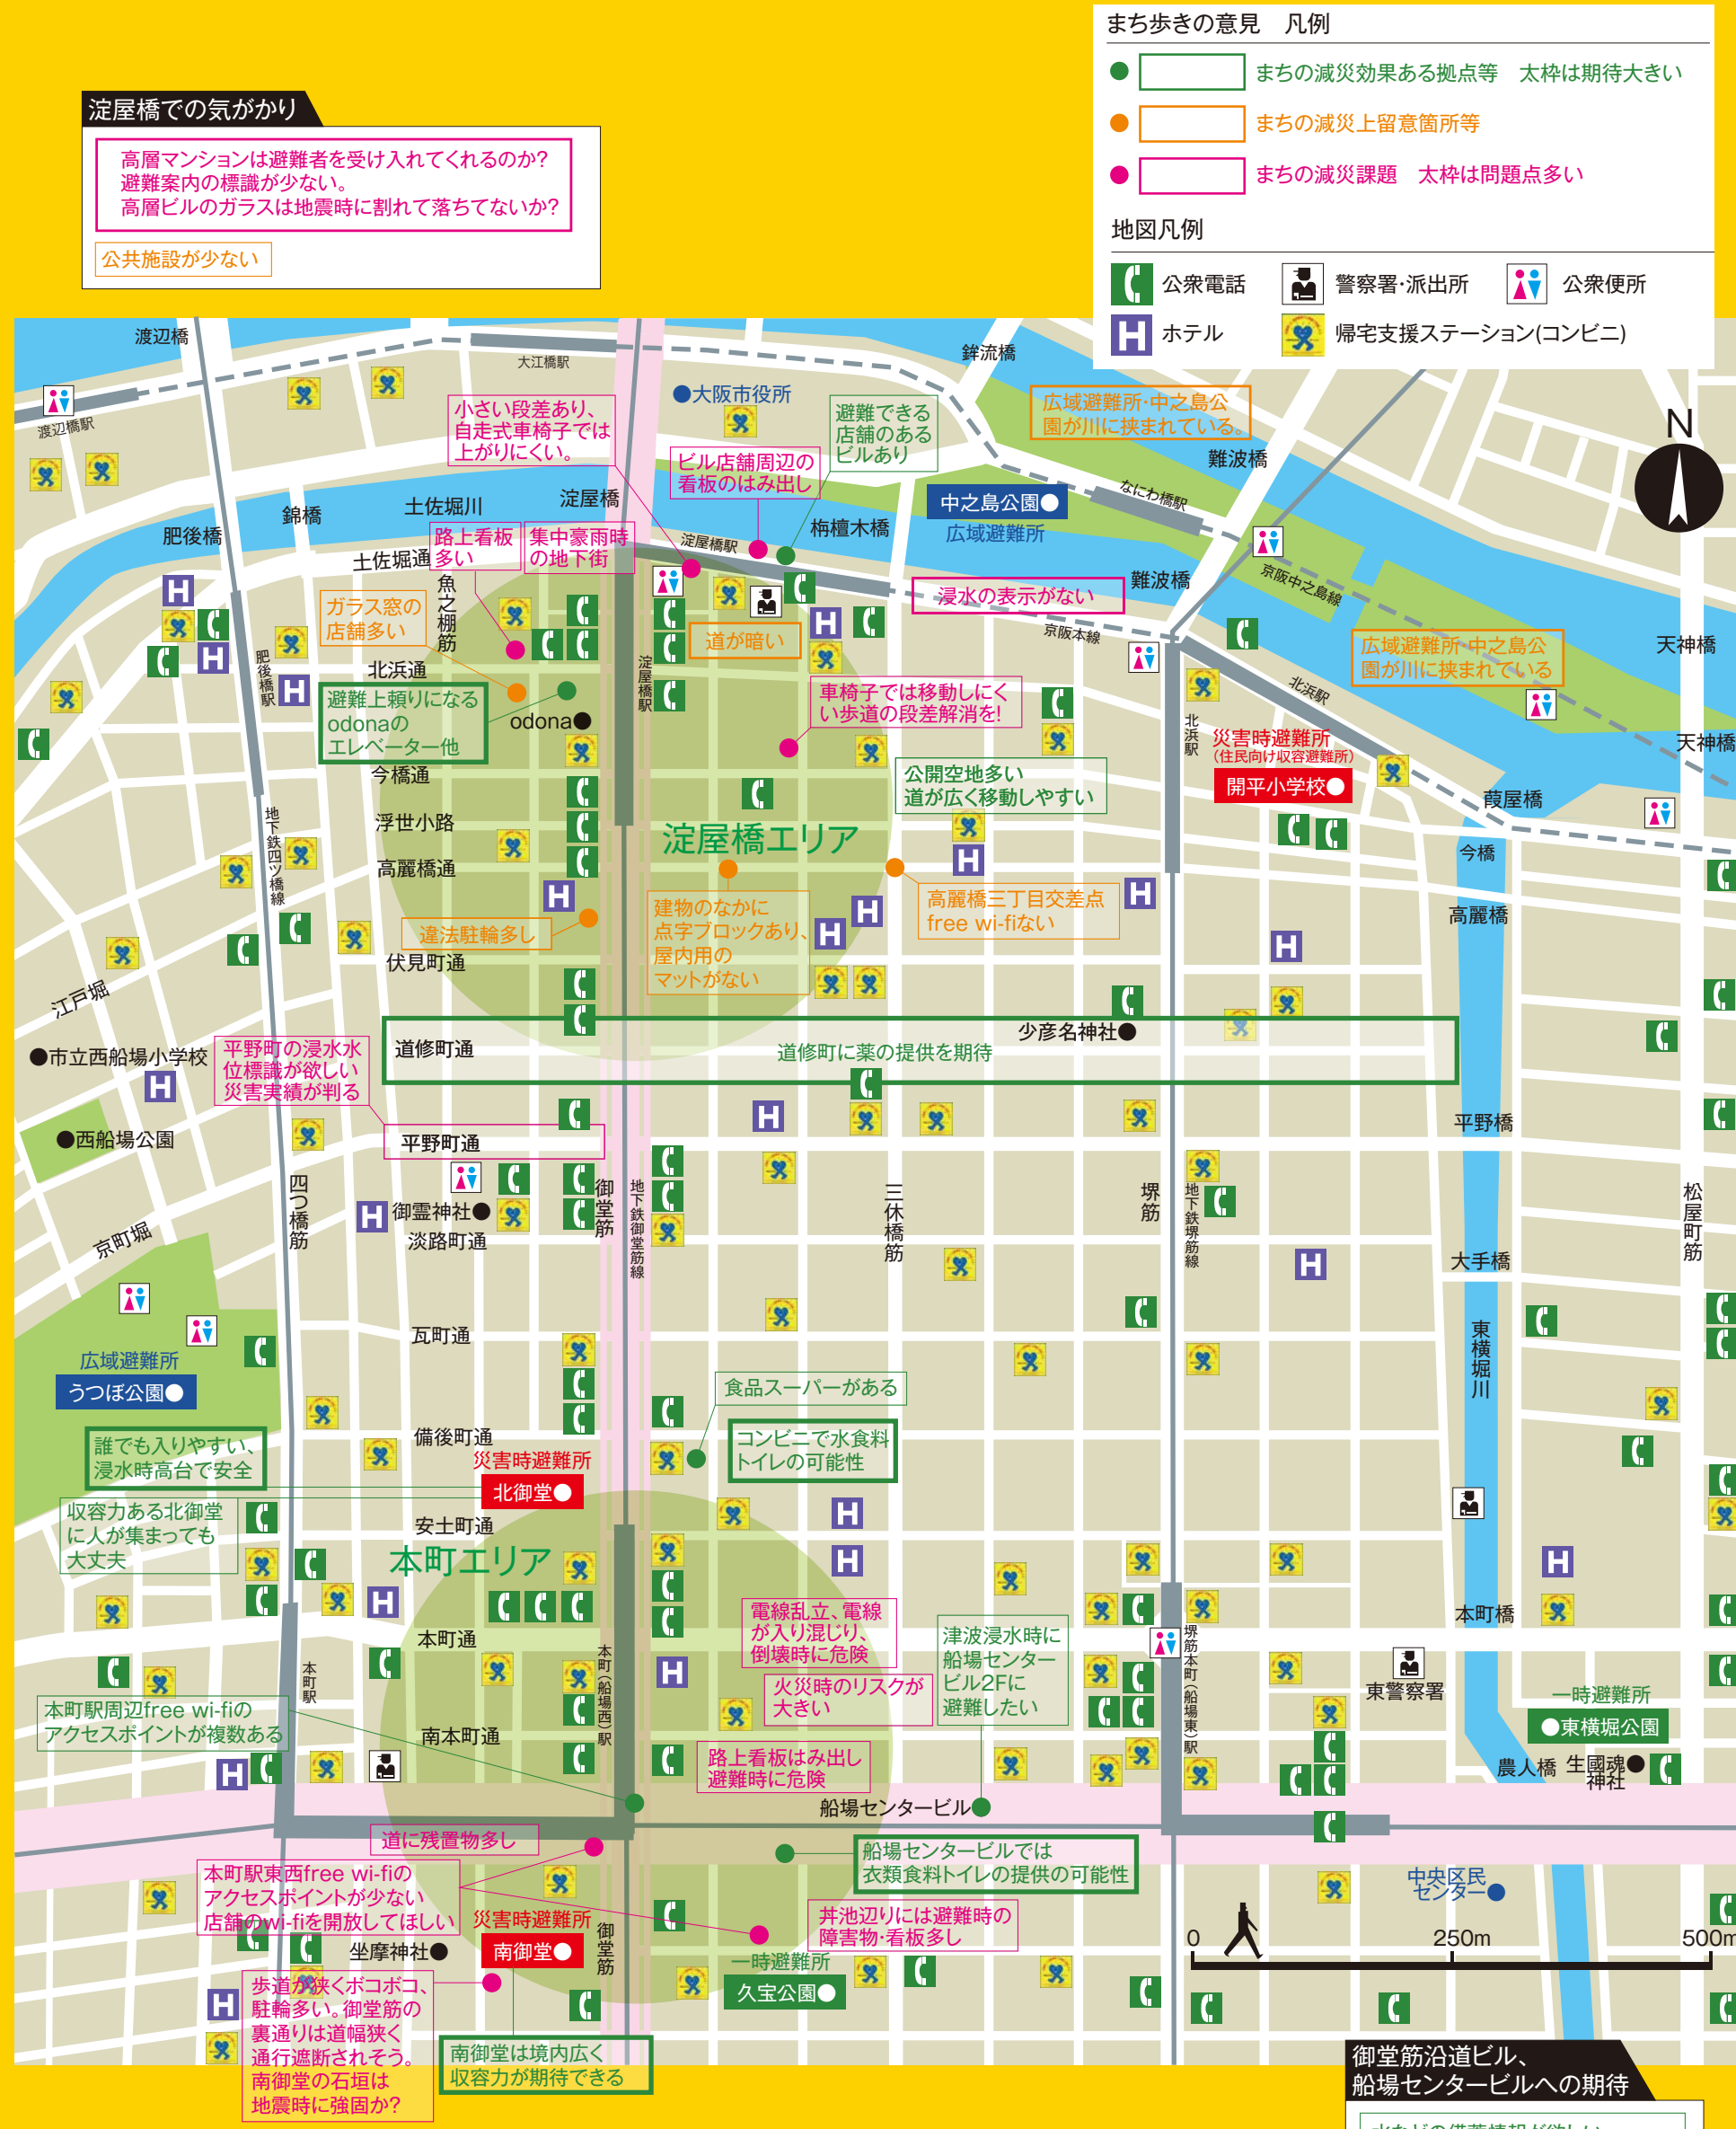 まち歩きの意見　凡例
まちの減災効果ある拠点等　太枠は期待大きい
まちの減災上留意箇所等
まちの減災課題　太枠は問題点多い
地図凡例
公衆電話
警察署・派出所
公衆便所
ホテル
帰宅支援ステーション(コンビニ)
淀屋橋での気がかり
高層マンションは避難者を受け入れてくれるのか?
避難案内の標識が少ない。
高層ビルのガラスは地震時に割れて落ちてないか?
公共施設が少ない
渡辺橋
大江橋駅
渡辺橋駅
鉾流橋
●大阪市役所
小さい段差あり、
自走式車椅子では
上がりにくい。
避難できる
店舗のある
ビルあり
広域避難所・中之島公
園が川に挟まれている。
N
ビル店舗周辺の
看板のはみ出し
難波橋
なにわ橋駅
中之島公園●
広域避難所
土佐堀川
淀屋橋
錦橋
肥後橋
栴檀木橋
路上看板
多い
集中豪雨時
の地下街
淀屋橋駅
土佐堀通
魚之棚筋
難波橋
京阪中之島線
浸水の表示がない
京阪本線
ガラス窓の
店舗多い
道が暗い
広域避難所・中之島公
園が川に挟まれている
天神橋
肥後橋駅
北浜通
淀屋橋駅
北浜駅
避難上頼りになる
odonaの
エレベーター他
odona●
車椅子では移動しにく
い歩道の段差解消を!
北浜駅
災害時避難所
(住民向け収容避難所)
開平小学校●
天神橋
今橋通
公開空地多い
道が広く移動しやすい
葭屋橋
地下鉄四ツ橋線
浮世小路
淀屋橋エリア
今橋
高麗橋通
高麗橋三丁目交差点
free wi-fiない
建物のなかに
点字ブロックあり、
屋内用の
マットがない
高麗橋
違法駐輪多し
伏見町通
江戸堀
少彦名神社●
道修町通
道修町に薬の提供を期待
●市立西船場小学校
平野町の浸水水
位標識が欲しい
災害実績が判る
平野橋
●西船場公園
平野町通
四つ橋筋
御堂筋
地下鉄御堂筋線
三休橋筋
堺筋
地下鉄堺筋線
松屋町筋
御霊神社●
淡路町通
京町堀
大手橋
瓦町通
東横堀川
広域避難所
うつぼ公園●
食品スーパーがある
誰でも入りやすい、
浸水時高台で安全
備後町通
コンビニで水食料
トイレの可能性
災害時避難所
北御堂●
収容力ある北御堂
に人が集まっても
大丈夫
安土町通
本町エリア
本町橋
電線乱立、電線
が入り混じり、
倒壊時に危険
津波浸水時に
船場センター
ビル2Fに
避難したい
本町通
本町駅
本町(船場西)駅
堺筋本町(船場東)駅
火災時のリスクが
大きい
東警察署
一時避難所
●東横堀公園
本町駅周辺free wi-fiの
アクセスポイントが複数ある
南本町通
路上看板はみ出し
避難時に危険
農人橋
生國魂●
神社
船場センタービル●
道に残置物多し
船場センタービルでは
衣類食料トイレの提供の可能性
本町駅東西free wi-fiの
アクセスポイントが少ない
店舗のwi-fiを開放してほしい
中央区民
センター●
災害時避難所
南御堂●
御堂筋
丼池辺りには避難時の
障害物・看板多し
0
250m
500m
坐摩神社●
一時避難所
久宝公園●
歩道が狭くボコボコ、
駐輪多い。御堂筋の
裏通りは道幅狭く
通行遮断されそう。
南御堂の石垣は
地震時に強固か?
南御堂は境内広く
収容力が期待できる
御堂筋沿道ビル、
船場センタービルへの期待